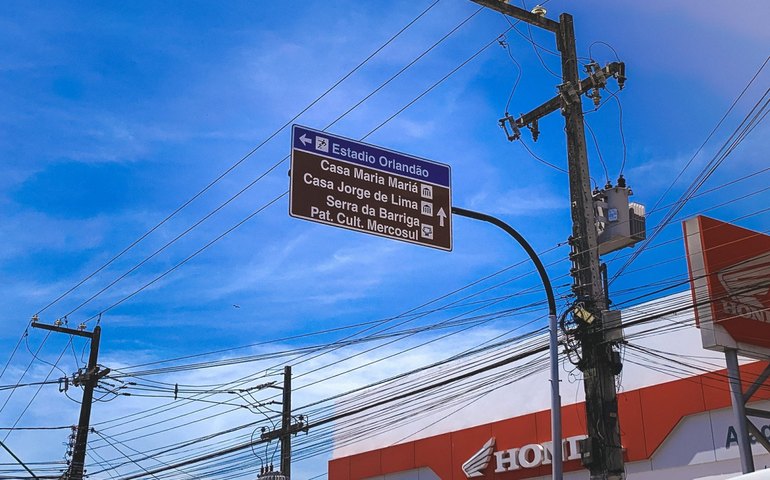 Estadio Orlandão
Casa Maria Mariá
Casa Jorge de Lima
Serra da Barriga
Pat. Cult. Mercosul
HONDA